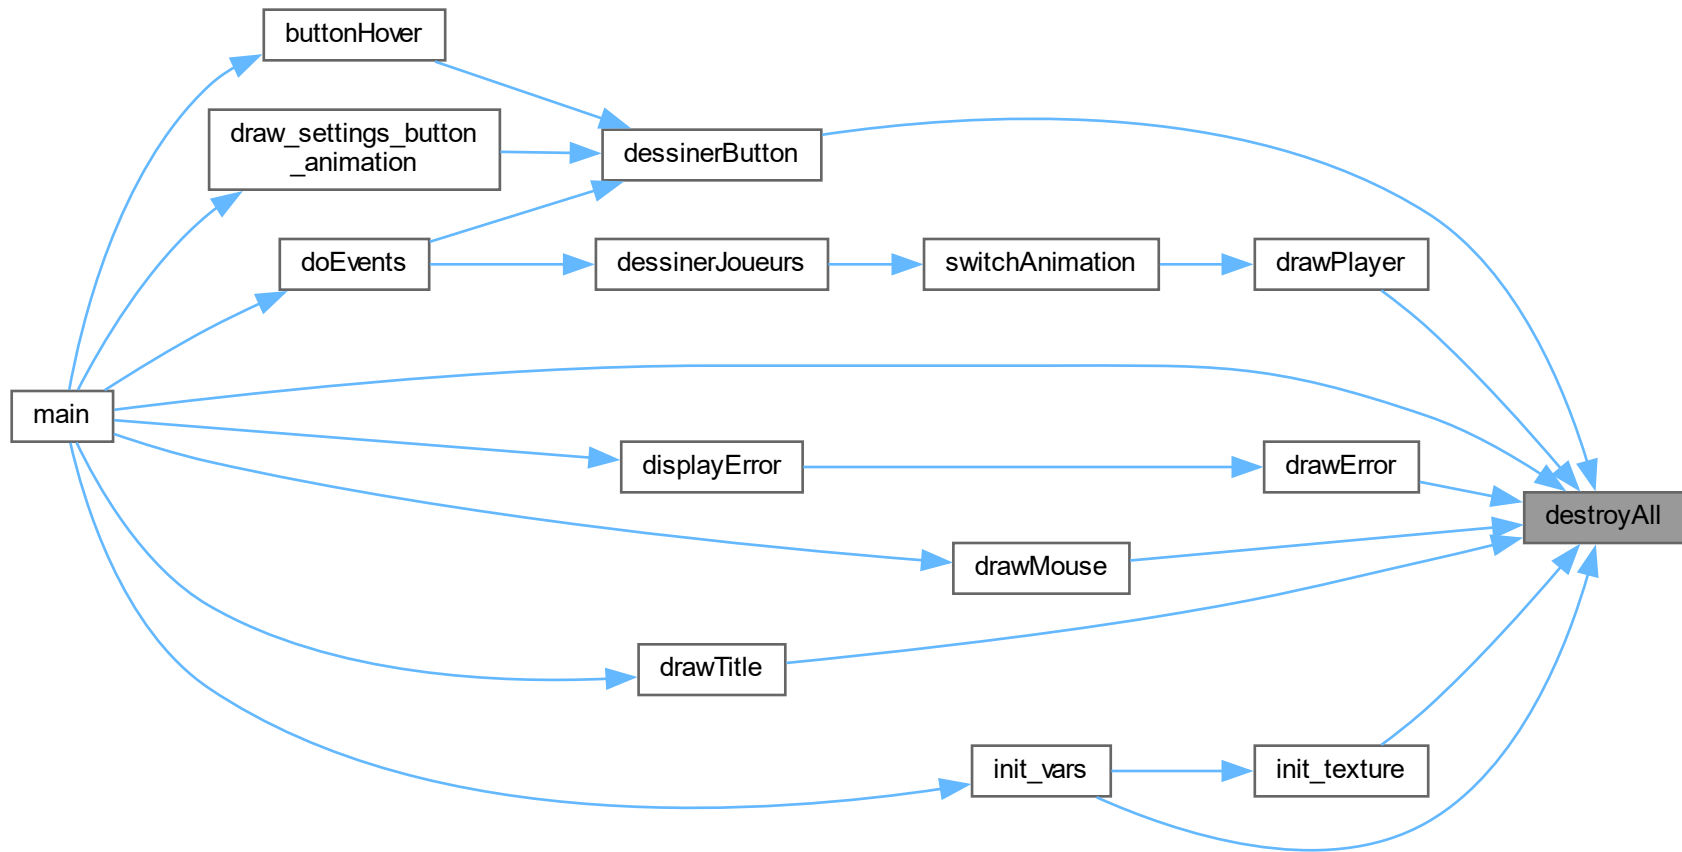 buttonHover
draw_settings_button
_animation
dessinerButton
doEvents
dessinerJoueurs
switchAnimation
drawPlayer
main
displayError
drawError
destroyAll
drawMouse
drawTitle
init_vars
init_texture